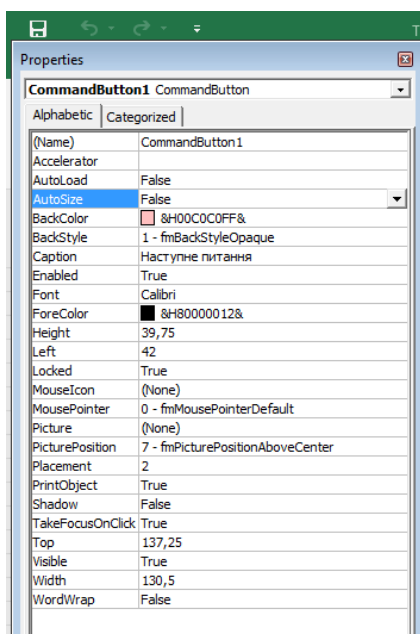 T
Properties
CommandButton1 CommandButton
Alphabetic Categorized
(Name) CommandButton1
Accelerator
AutoLoad False
AutoSize False
BackColor &H00C0C0FF&
BackStyle 1 - fmBackStyleOpaque
Caption Наступне питання
Enabled True
Font Calibri
ForeColor &H80000012&
Height 39,75
Left 42
Locked True
MouseIcon (None)
MousePointer 0 - fmMousePointerDefault
Picture (None)
PicturePosition 7 - fmPicturePositionAboveCenter
Placement 2
PrintObject True
Shadow False
TakeFocusOnClick True
Top 137,25
Visible True
Width 130,5
WordWrap False